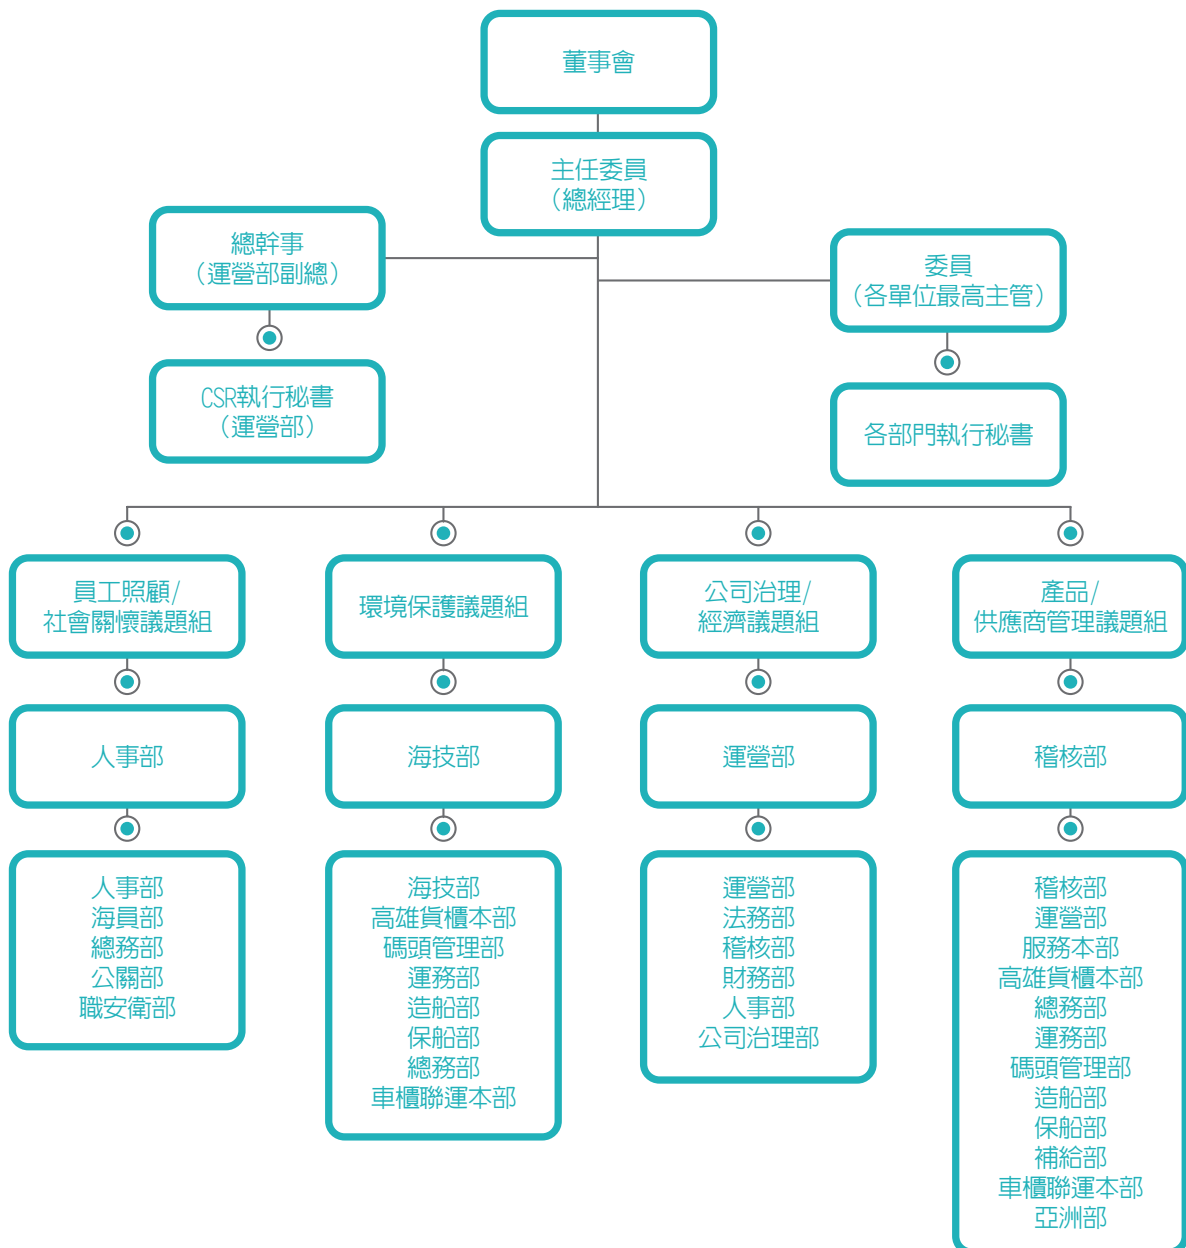 董事會
主任委員
（總經理）
總幹事
（運營部副總）
委員
（各單位最高主管）
CSR執行秘書
（運營部）
各部門執行秘書
員工照顧/
社會關懷議題組
環境保護議題組
公司治理/
經濟議題組
產品/
供應商管理議題組
人事部
海技部
運營部
稽核部
人事部
海員部
總務部
公關部
職安衛部
海技部
高雄貨櫃本部
碼頭管理部
運務部
造船部
保船部
總務部
車櫃聯運本部
運營部
法務部
稽核部
財務部
人事部
公司治理部
稽核部
運營部
服務本部
高雄貨櫃本部
總務部
運務部
碼頭管理部
造船部
保船部
補給部
車櫃聯運本部
亞洲部